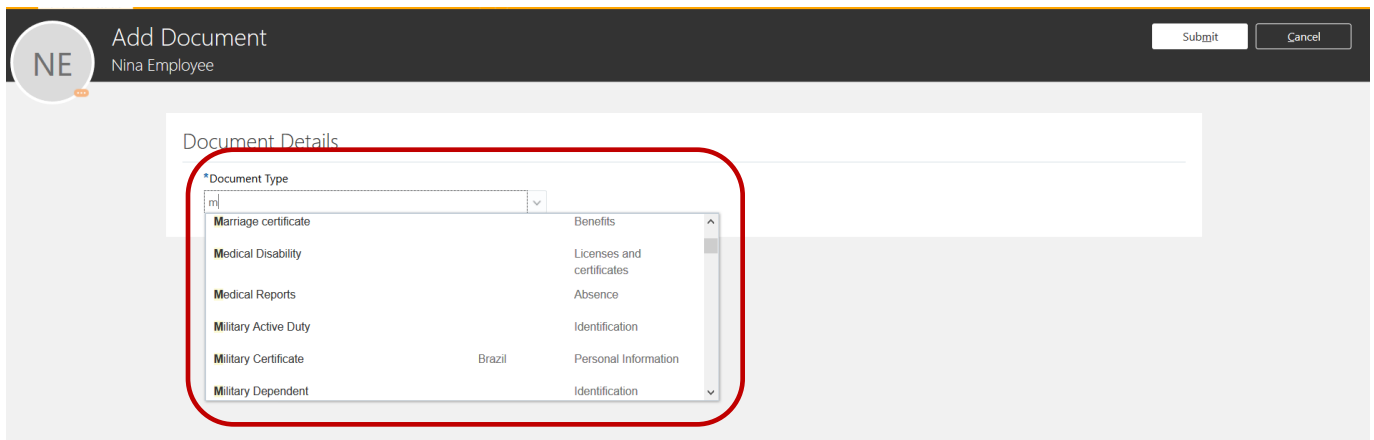 Add Document
NE
Nina Employee
Submit
Cancel
Document Details
*Document Type
m
Marriage certificate Benefits
Medical Disability Licenses and
certificates
Medical Reports Absence
Military Active Duty Identification
Military Certificate Brazil Personal Information
Military Dependent Identification